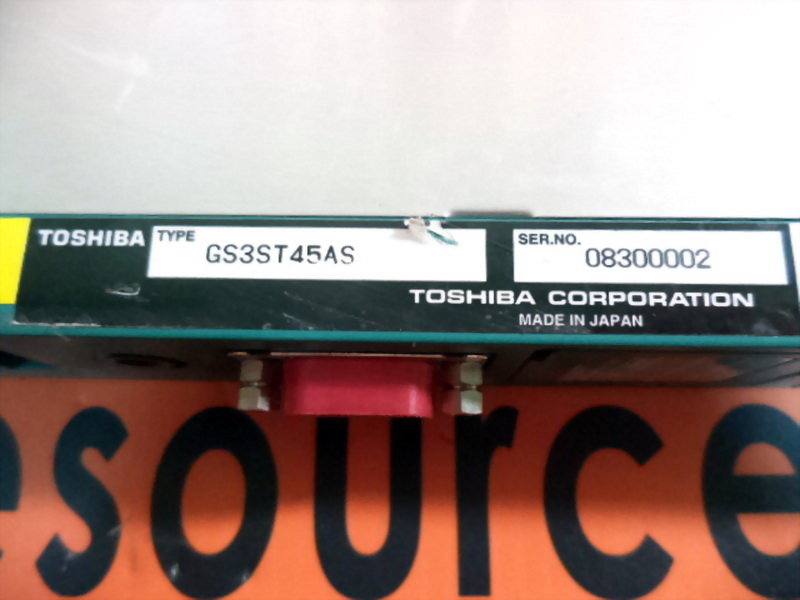 TOSHIBA TYPE GS3ST45AS SER.NO. 08300002
TOSHIBA CORPORATION
MADE IN JAPAN
esource